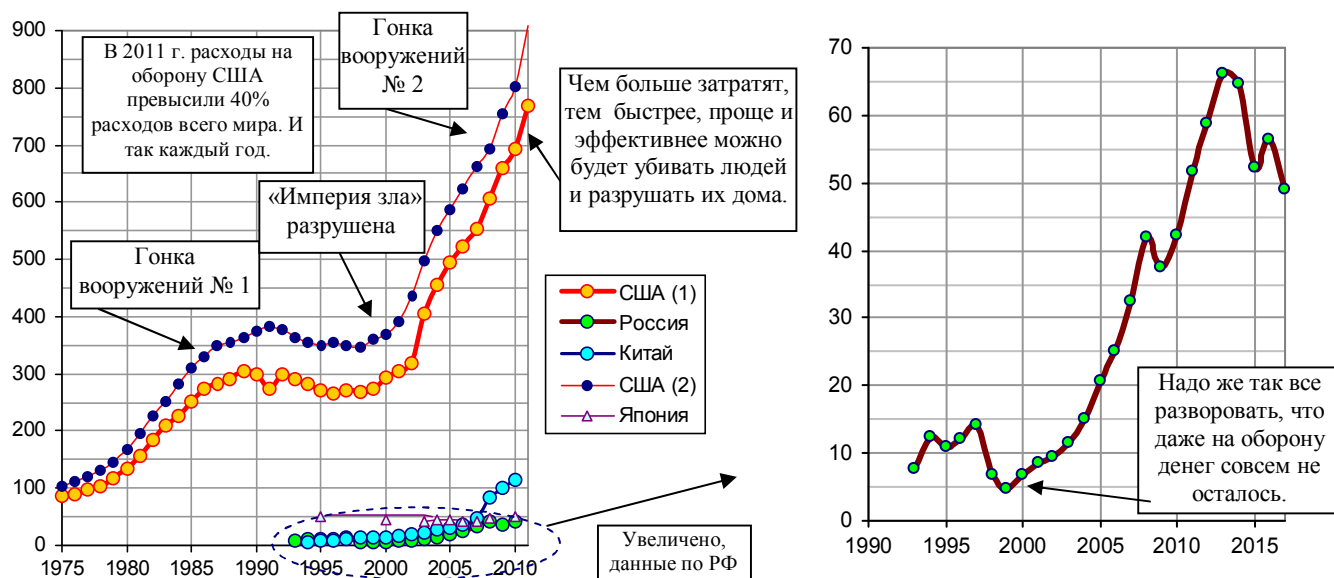 900
800
700
600
500
400
300
200
100
0
1975
1980
1985
1990
1995
2000
2005
2010
В 2011 г. расходы на
оборону США
превысили 40%
расходов всего мира. И
так каждый год.
Гонка
вооружений
№ 2
Чем больше затратят,
тем быстрее, проще и
эффективнее можно
будет убивать людей
и разрушать их дома.
«Империя зла»
разрушена
Гонка
вооружений № 1
США (1)
Россия
Китай
США (2)
Япония
Увеличено,
данные по РФ
70
60
50
40
30
20
10
0
1990
1995
2000
2005
2010
2015
Надо же так все
разворовать, что
даже на оборону
денег совсем не
осталось.